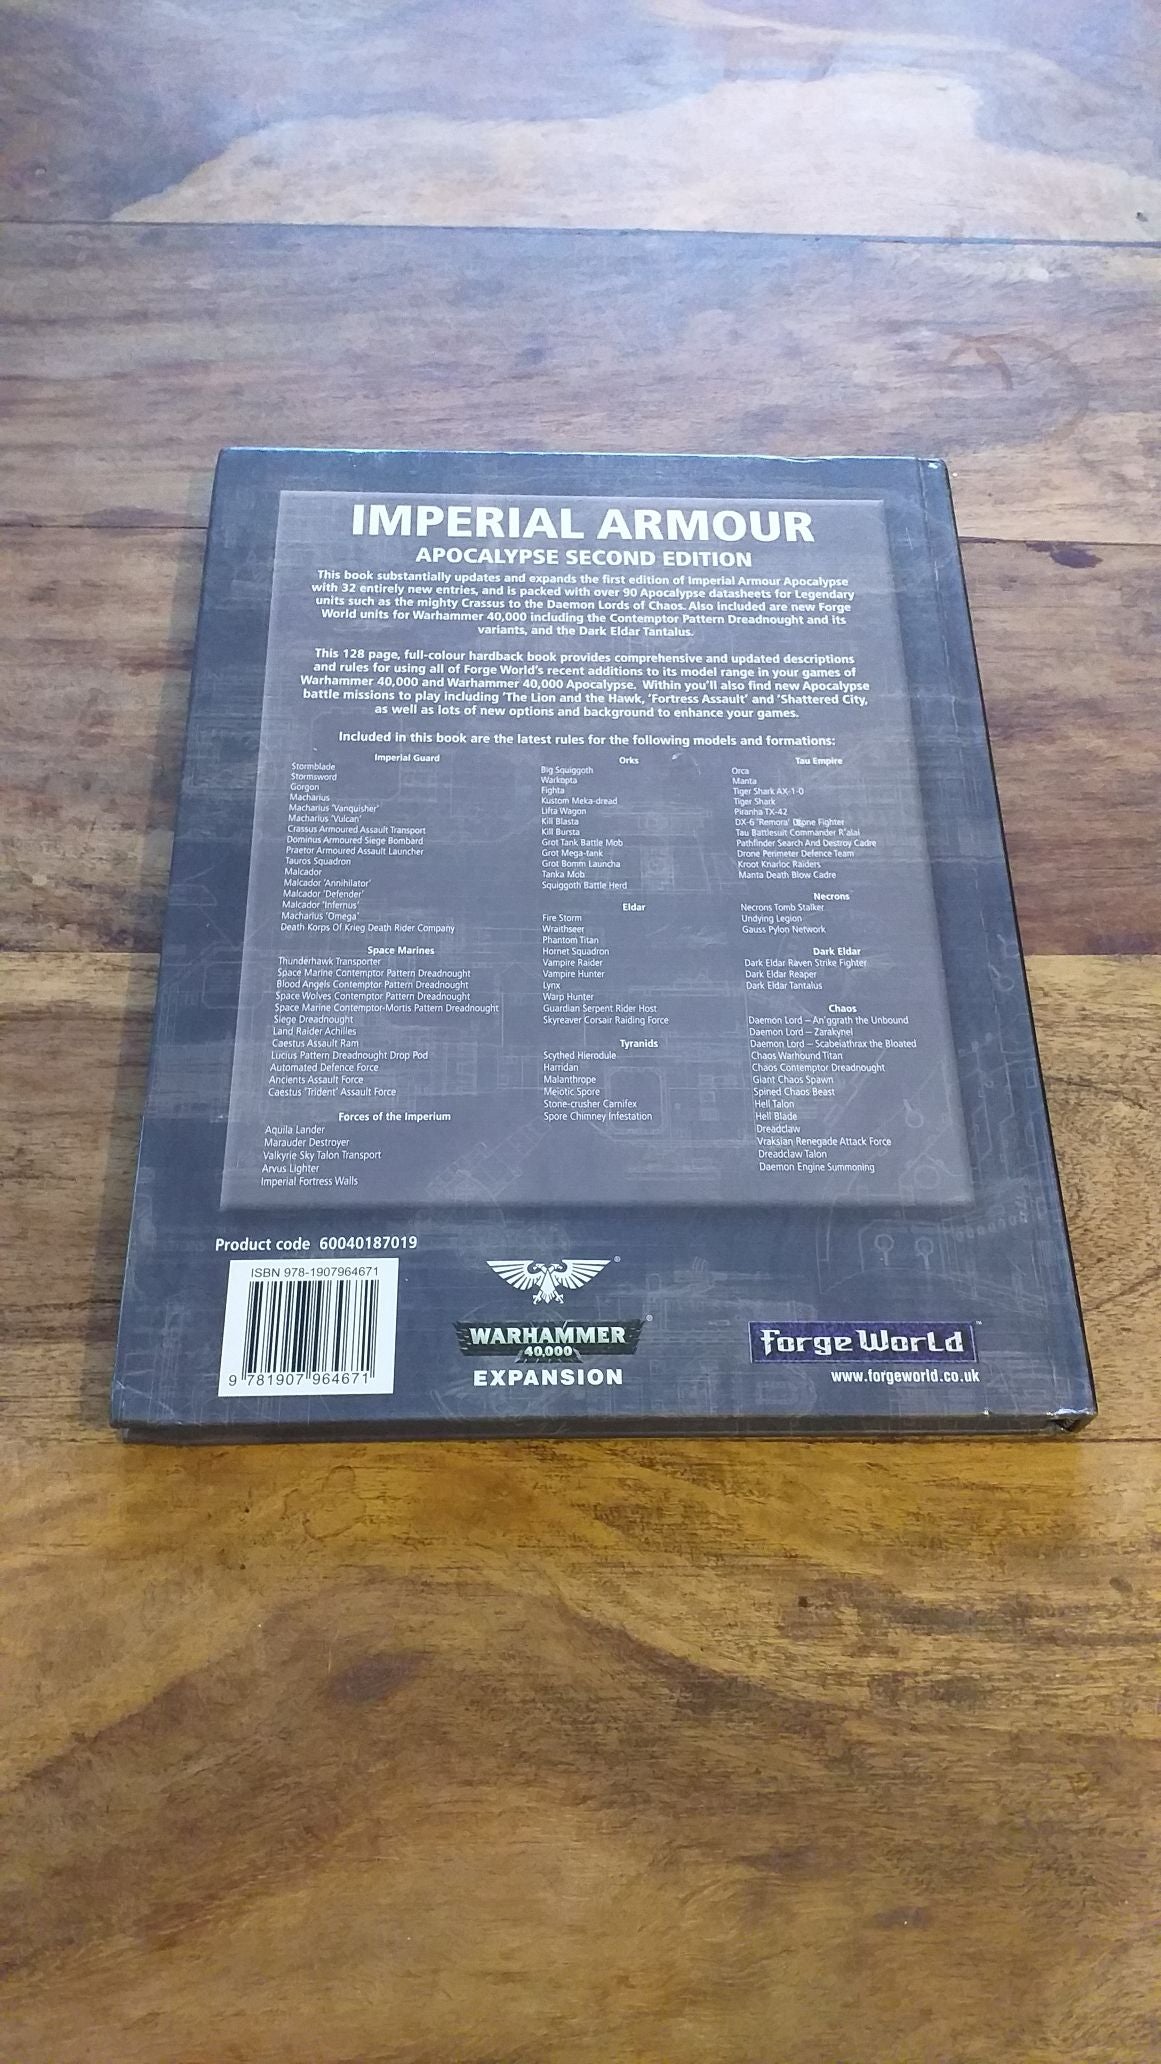 IMPERIAL ARMOUR
APOCALYPSE SECOND EDITION
This book substantially updates and expands the first edition of Imperial Armour Apocalypse
with 32 entirely new entries, and is packed with over 90 Apocalypse datasheets for Legendary
units such as the mighty Crassus to the Daemon Lords of Chaos. Also included are new Forge
World units for Warhammer 40,000 including the Contemptor Pattern Dreadnought and its
variants, and the Dark Eldar Tantalus.
This 128 page, full-colour hardback book provides comprehensive and updated descriptions
and rules for using all of Forge World's recent additions to its model range in your games of
Warhammer 40,000 and Warhammer 40,000 Apocalypse. Within you'll also find new Apocalypse
battle missions to play including 'The Lion and the Hawk, 'Fortress Assault' and 'Shattered City,
as well as lots of new options and background to enhance your games.
Included in this book are the latest rules for the following models and formations:
Imperial Guard
Stormblade
Stormsword
Gorgon
Macharius
Macharius 'Vanquisher'
Macharius 'Vulcan'
Crassus Armoured Assault Transport
Dominus Armoured Siege Bombard
Praetor Armoured Assault Launcher
Tauros Squadron
Malcador
Malcador 'Annihilator'
Malcador 'Defender'
Malcador 'Infernus'
Macharius 'Omega'
Death Korps Of Krieg Death Rider Company
Space Marines
Thunderhawk Transporter
Space Marine Contemptor Pattern Dreadnought
Blood Angels Contemptor Pattern Dreadnought
Space Wolves Contemptor Pattern Dreadnought
Space Marine Contemptor-Mortis Pattern Dreadnought
Siege Dreadnought
Land Raider Achilles
Caestus Assault Ram
Lucius Pattern Dreadnought Drop Pod
Automated Defence Force
Ancients Assault Force
Caestus 'Trident' Assault Force
Forces of the Imperium
Aquila Lander
Marauder Destroyer
Valkyrie Sky Talon Transport
Arvus Lighter
Imperial Fortress Walls
Orks
Big Squiggoth
Warkopta
Fighta
Kustom Meka-dread
Lifta Wagon
Kill Blasta
Kill Bursta
Grot Tank Battle Mob
Grot Mega-tank
Grot Bomm Launcha
Tanka Mob
Squiggoth Battle Herd
Eldar
Fire Storm
Wraithseer
Phantom Titan
Hornet Squadron
Vampire Raider
Vampire Hunter
Lynx
Warp Hunter
Guardian Serpent Rider Host
Skyreaver Corsair Raiding Force
Tyranids
Scythed Hierodule
Harridan
Malanthrope
Meiotic Spore
Stone-crusher Carnifex
Spore Chimney Infestation
Tau Empire
Orca
Manta
Tiger Shark AX-1-0
Tiger Shark
Piranha TX-42
DX-6 'Remora' Drone Fighter
Tau Battlesuit Commander R'alai
Pathfinder Search And Destroy Cadre
Drone Perimeter Defence Team
Kroot Knarloc Raiders
Manta Death Blow Cadre
Necrons
Necrons Tomb Stalker
Undying Legion
Gauss Pylon Network
Dark Eldar
Dark Eldar Raven Strike Fighter
Dark Eldar Reaper
Dark Eldar Tantalus
Chaos
Daemon Lord – An'ggrath the Unbound
Daemon Lord – Zarakynel
Daemon Lord – Scabeiathrax the Bloated
Chaos Warhound Titan
Chaos Contemptor Dreadnought
Giant Chaos Spawn
Spined Chaos Beast
Hell Talon
Hell Blade
Dreadclaw
Vraksian Renegade Attack Force
Dreadclaw Talon
Daemon Engine Summoning
Product code 60040187019
ISBN 978-1907964671
9 781907 964671
WARHAMMER
40,000
EXPANSION
Forge World
www.forgeworld.co.uk